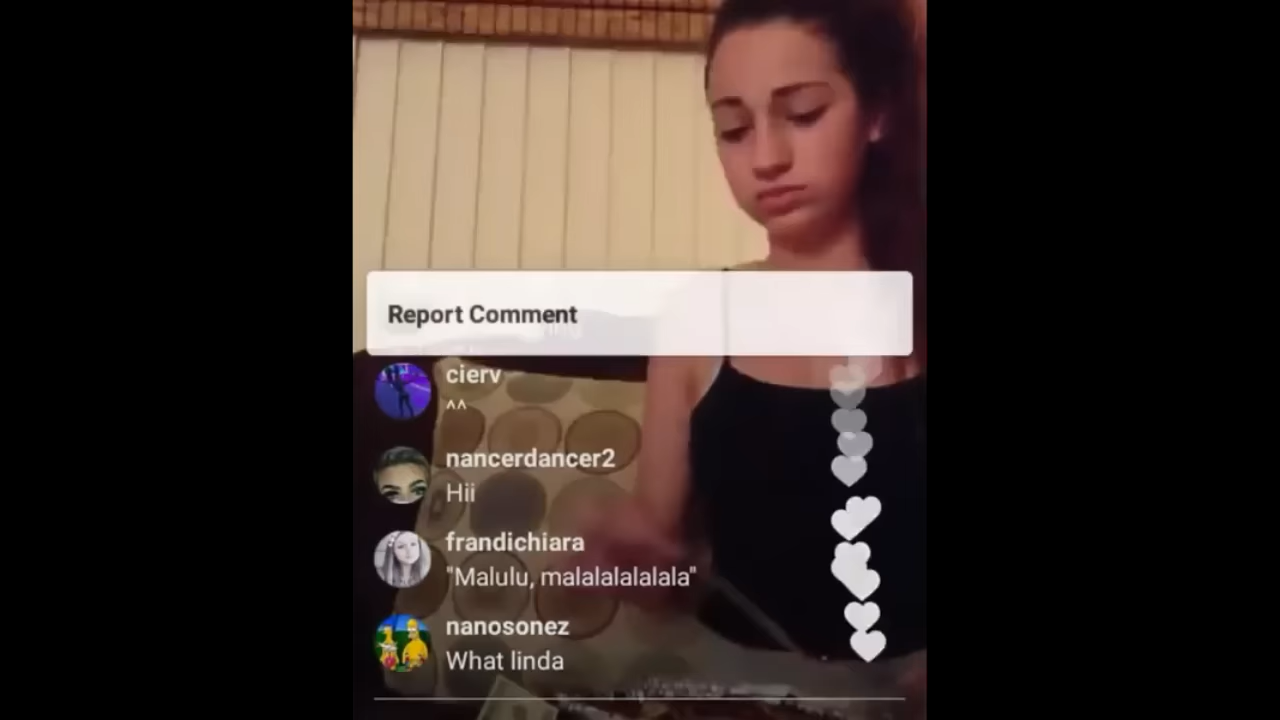 Report Comment
cierv
^^
nancerdancer2
Hii
frandichiara
"Malulu, malalalalalala"
nanosonez
What linda